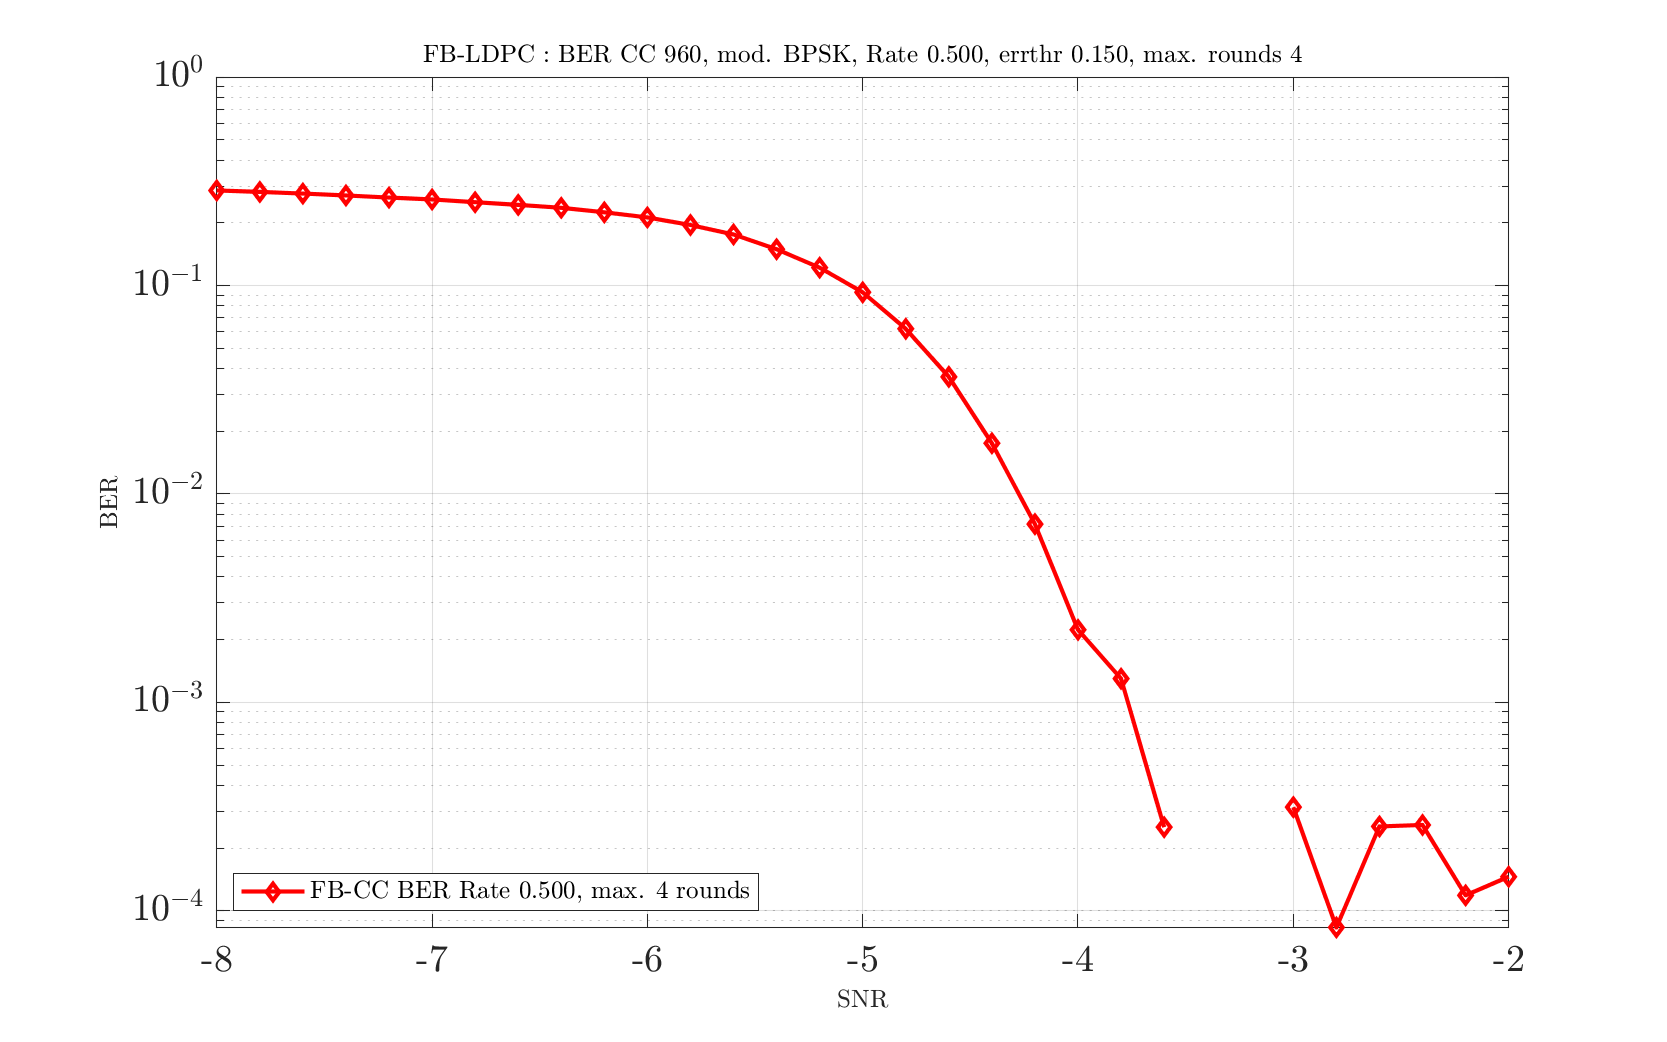 FB-LDPC : BER CC 960, mod. BPSK, Rate 0.500, errthr 0.150, max. rounds 4
10^0
10^-1
10^-2
10^-3
10^-4
BER
FB-CC BER Rate 0.500, max. 4 rounds
-8 -7 -6 -5 -4 -3 -2
SNR